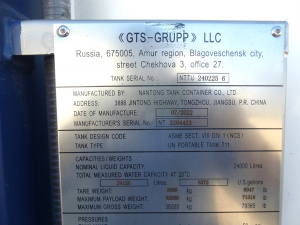 《GTS-GRUPP》 LLC
Russia, 675005, Amur region, Blagoveschensk city,
street Chekhova 3, office 27.
TANK SERIAL No. NTTU 240225 6
MANUFACTURED BY: NANTONG TANK CONTAINER CO., LTD
ADDRESS: 3888 JINTONG HIGHWAY, TONGZHOU, JIANGSU, P.R. CHINA
DATE OF MANUFACTURE: 07/2022
MANUFACTURER'S SERIAL No. NT
TANK DESIGN CODE ASME SECT. VIII DIV. 1 (NCS)
TANK TYPE UN PORTABLE TANK T11
CAPACITIES/WEIGHTS
NOMINAL LIQUID CAPACITY 24000 Litres
TOTAL MEASURED WATER CAPACITY AT 20°C
Litres U.S.gallons
TARE WEIGHT kg lb
MAXIMUM PAYLOAD WEIGHT kg lb
MAXIMUM GROSS WEIGHT kg 79365 lb
PRESSURES